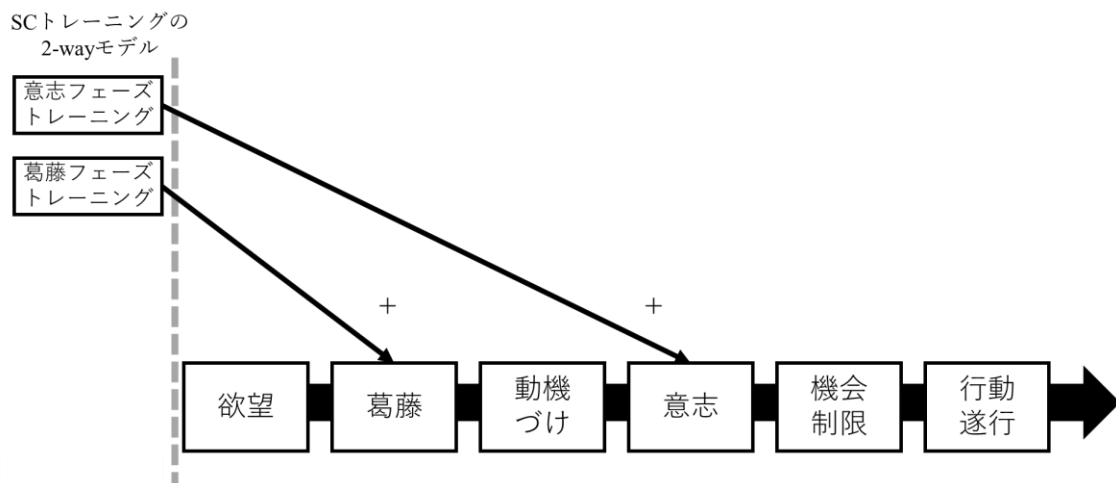 SCトレーニングの
2-wayモデル
意志フェーズ
トレーニング
葛藤フェーズ
トレーニング
+
+
欲望
葛藤
動機
づけ
意志
機会
制限
行動
遂行